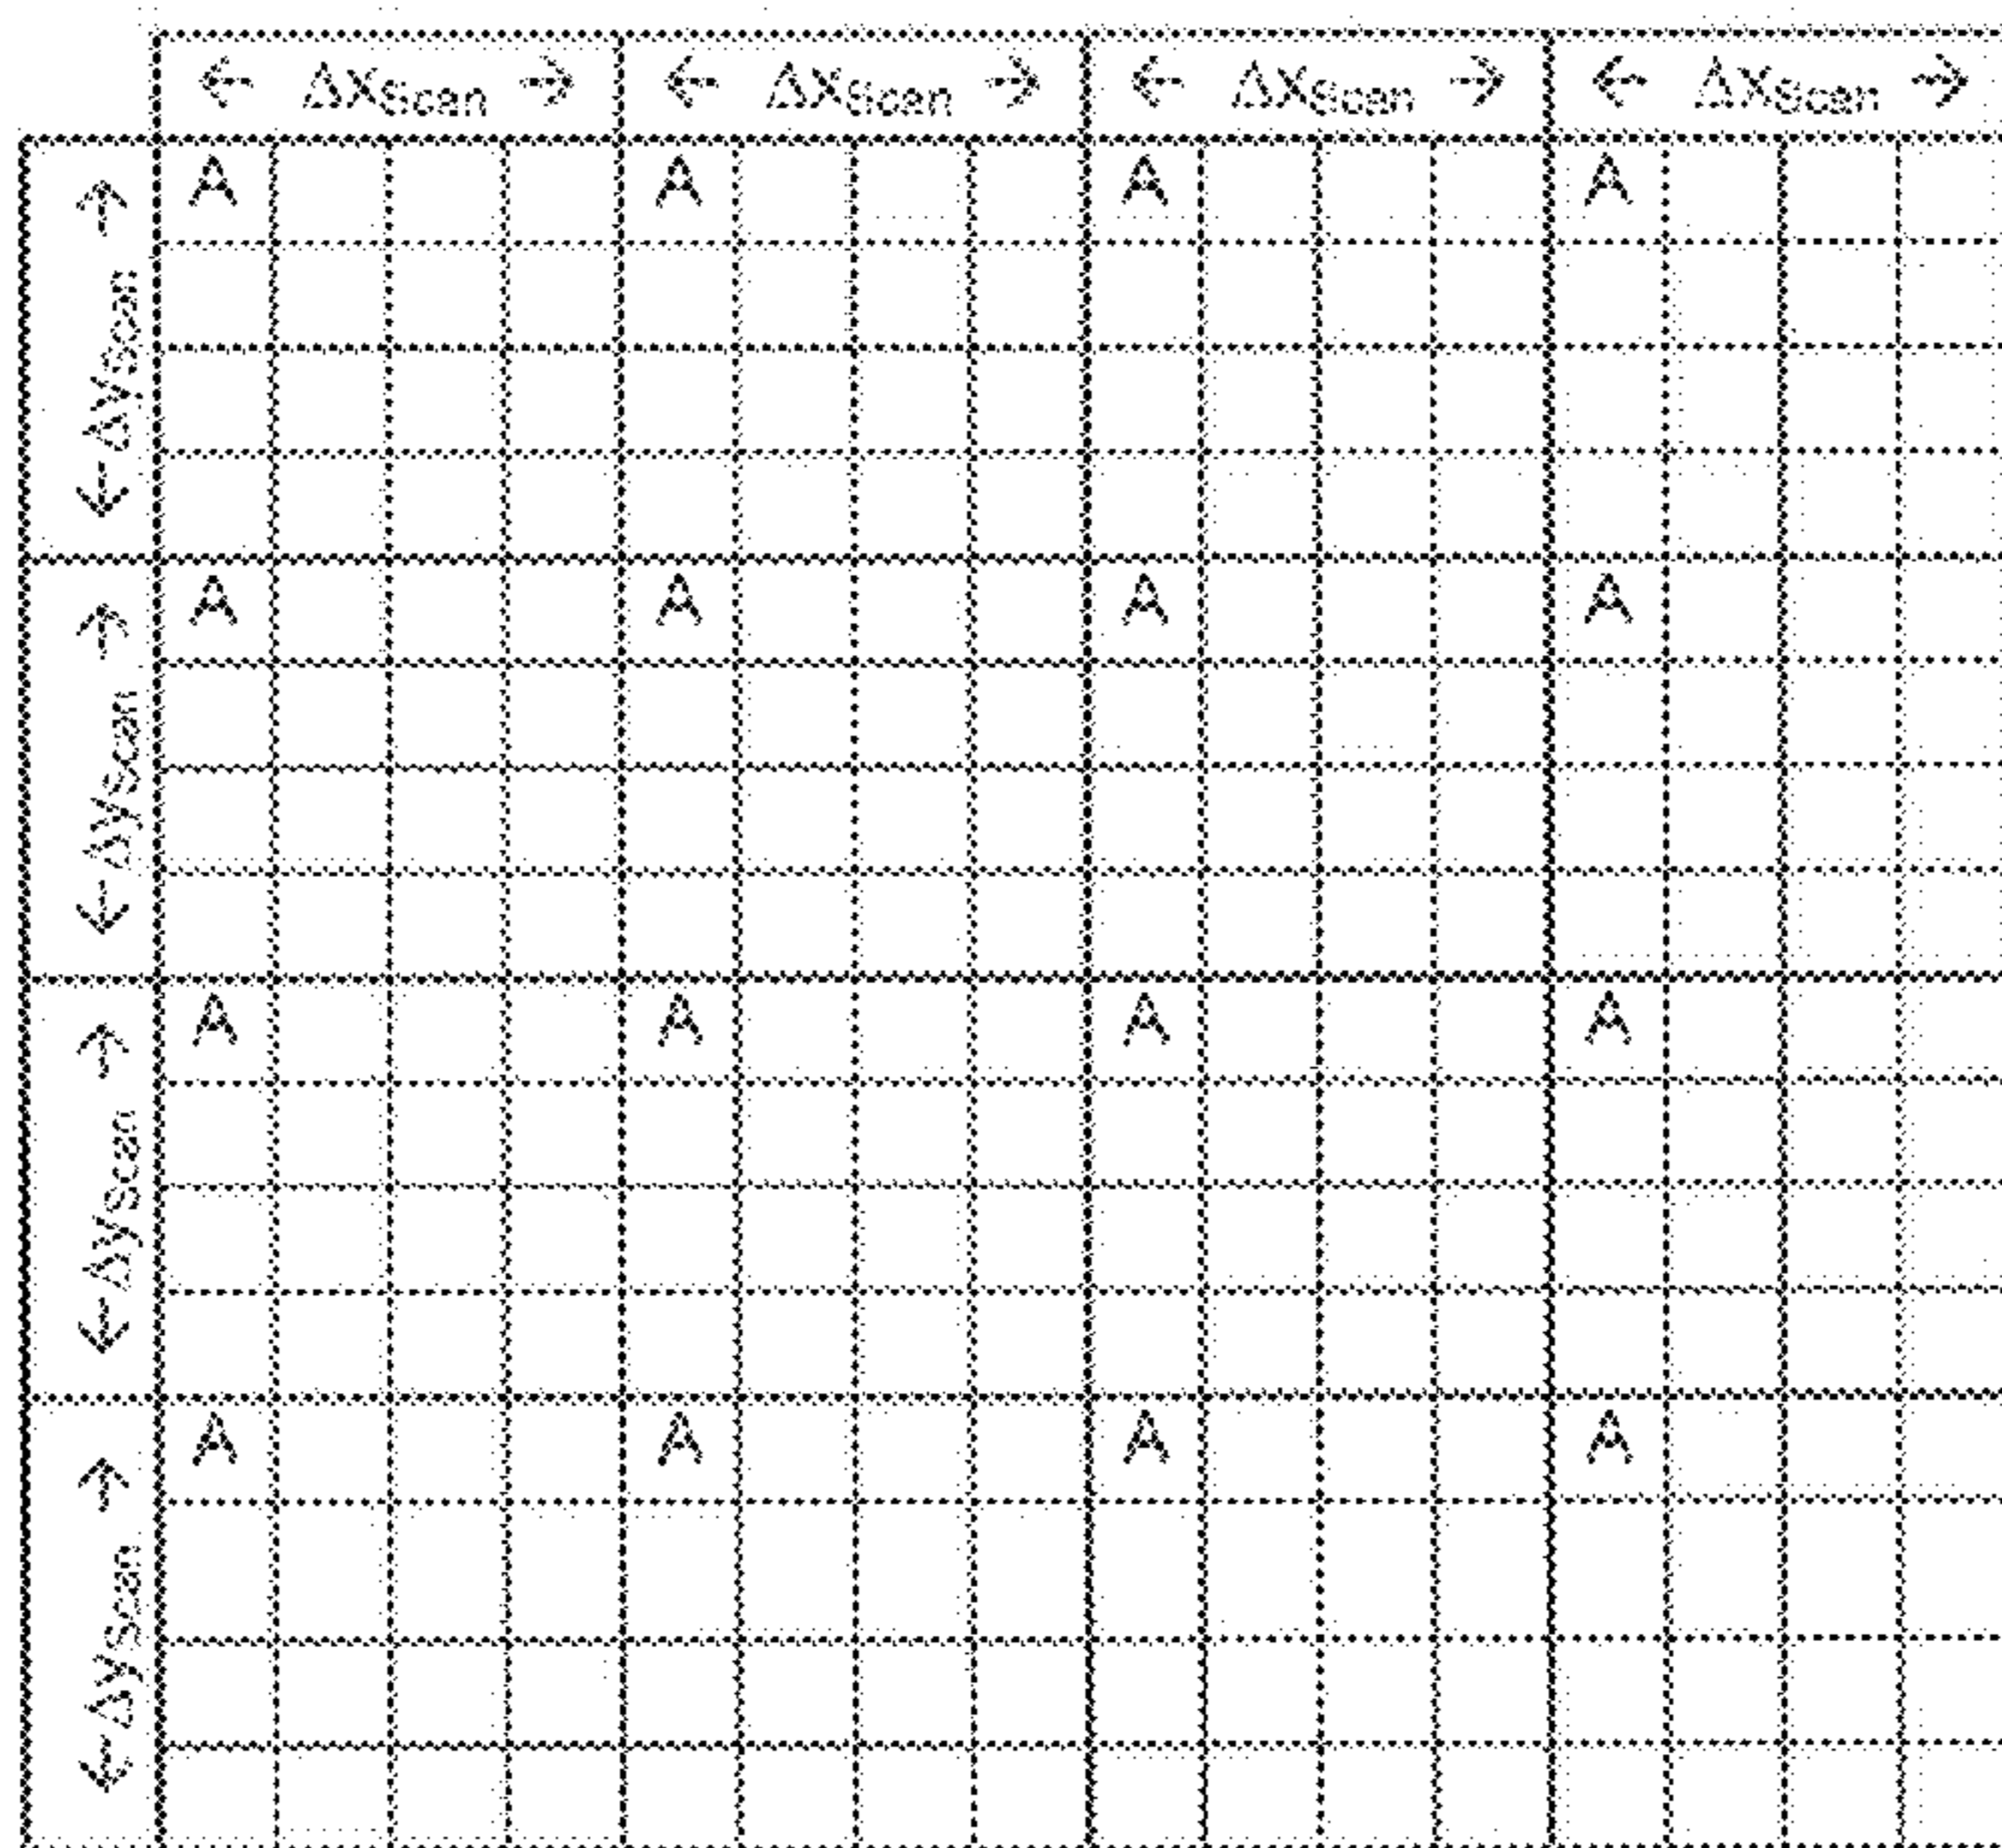 ← ΔxScan → ← ΔxScan → ← ΔxScan → ← ΔxScan →
← ΔyScan →
A A A A
← ΔyScan →
A A A A
← ΔyScan →
A A A A
← ΔyScan →
A A A A